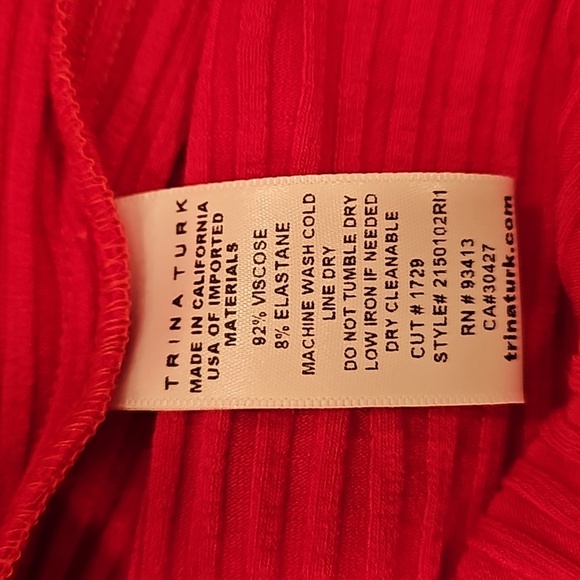 TRINA TURK
MADE IN CALIFORNIA
USA OF IMPORTED
MATERIALS
92% VISCOSE
8% ELASTANE
MACHINE WASH COLD
LINE DRY
DO NOT TUMBLE DRY
LOW IRON IF NEEDED
DRY CLEANABLE
CUT # 1729
STYLE# 2150102RI1
RN # 93413
CA#30427
trinaturk.com